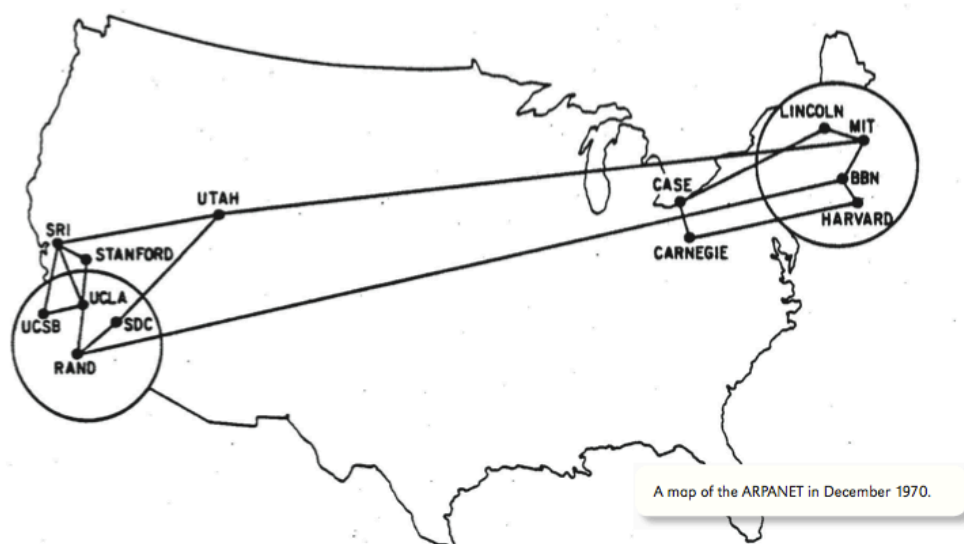 LINCOLN
MIT
CASE
BBN
UTAH
HARVARD
SRI
STANFORD
CARNEGIE
UCLA
UCSB
SDC
RAND
A map of the ARPANET in December 1970.